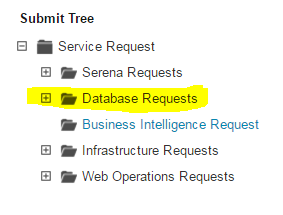 Submit Tree
Service Request
Serena Requests
Database Requests
Business Intelligence Request
Infrastructure Requests
Web Operations Requests